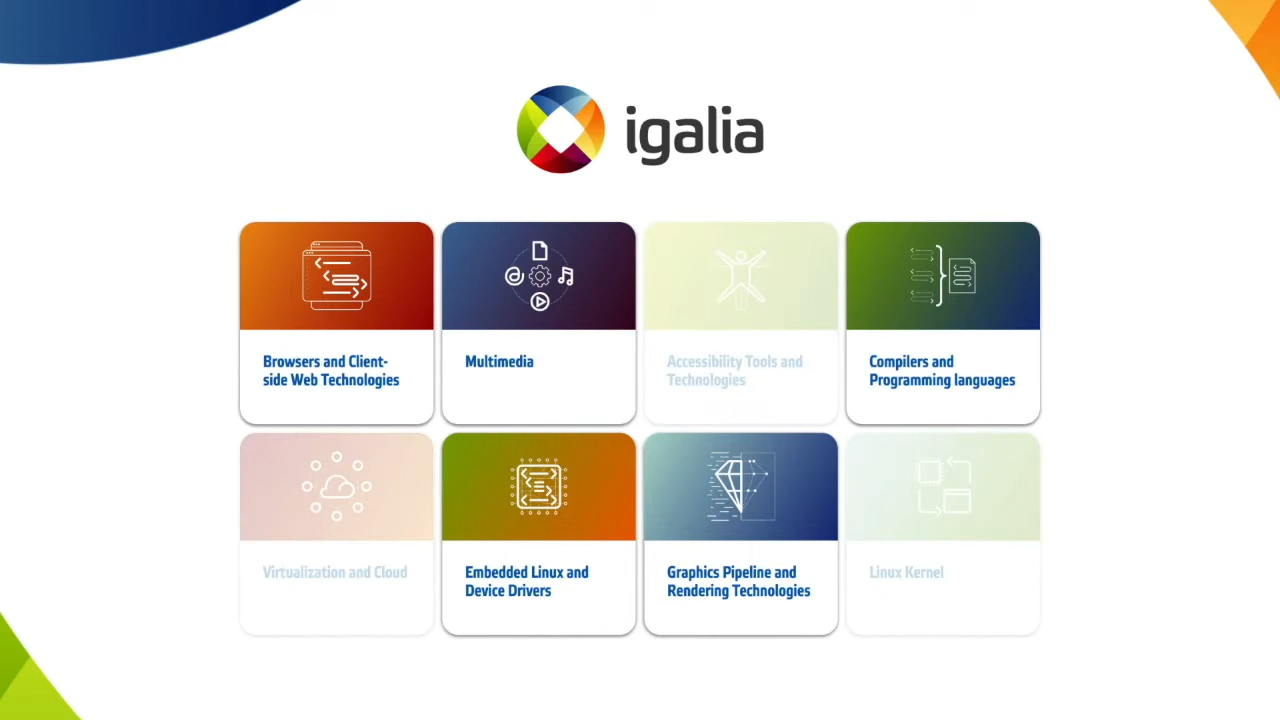 igalia
Browsers and Client-
side Web Technologies
Multimedia
Accessibility Tools and
Technologies
Compilers and
Programming languages
Virtualization and Cloud
Embedded Linux and
Device Drivers
Graphics Pipeline and
Rendering Technologies
Linux Kernel